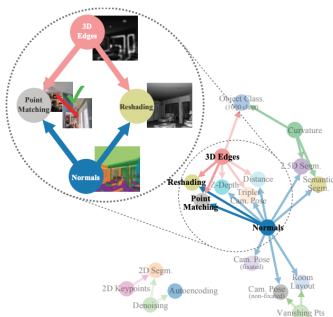 3D
Edges
Point
Matching
Reshading
Normals
Object Class.
(1000 class)
Curvature
3D Edges
2.5D Segm.
Distance
Reshading
Z-Depth
Semantic
Segm.
Triplet
Cam. Pose
Point
Matching
Normals
Cam. Pose
(fixated)
2D Segm.
Room
Layout
2D Keypoints
Autoencoding
Cam. Pose
(non-fixated)
Denoising
Vanishing Pts